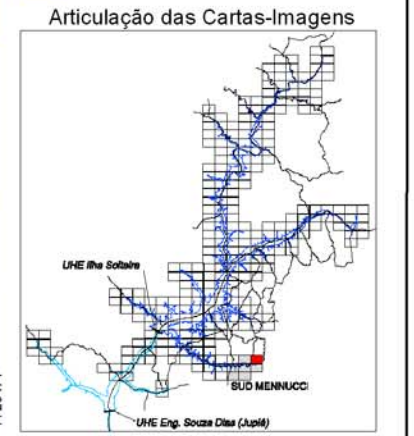 Articulação das Cartas-Imagens
UHE Ilha Solteira
SUD MENNUCCI
UHE Eng. Souza Dias (Jupiá)